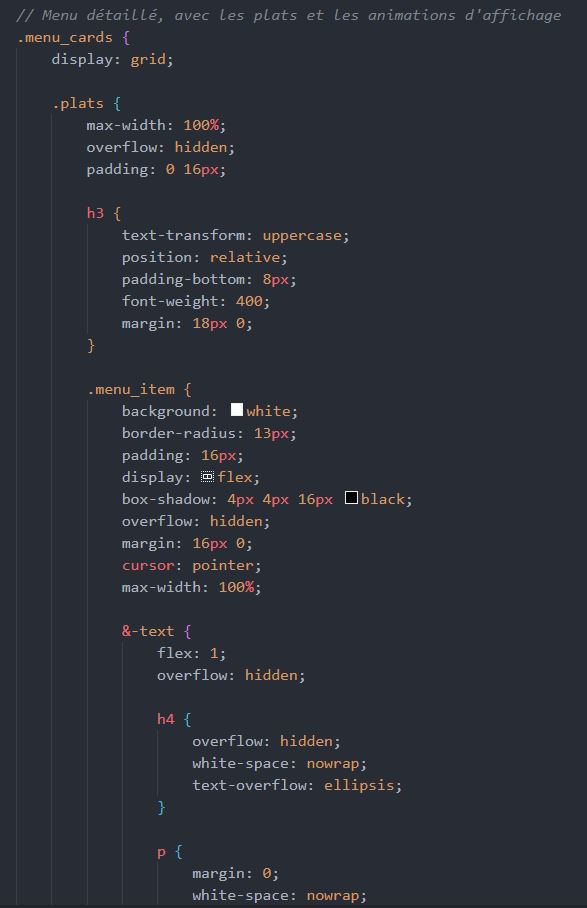 // Menu détaillé, avec les plats et les animations d'affichage
.menu_cards {
display: grid;
.plats {
max-width: 100%;
overflow: hidden;
padding: 0 16px;
h3 {
text-transform: uppercase;
position: relative;
padding-bottom: 8px;
font-weight: 400;
margin: 18px 0;
}
.menu_item {
background: white;
border-radius: 13px;
padding: 16px;
display: flex;
box-shadow: 4px 4px 16px black;
overflow: hidden;
margin: 16px 0;
cursor: pointer;
max-width: 100%;
&-text {
flex: 1;
overflow: hidden;
h4 {
overflow: hidden;
white-space: nowrap;
text-overflow: ellipsis;
}
p {
margin: 0;
white-space: nowrap;